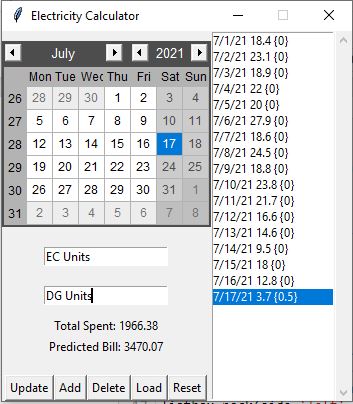 Electricity Calculator
July 2021
Mon Tue Wed Thu Fri Sat Sun
26 28 29 30 1 2 3 4
27 5 6 7 8 9 10 11
28 12 13 14 15 16 17 18
29 19 20 21 22 23 24 25
30 26 27 28 29 30 31 1
31 2 3 4 5 6 7 8
EC Units
DG Units
Total Spent: 1966.38
Predicted Bill: 3470.07
Update Add Delete Load Reset
7/1/21 18.4 {0}
7/2/21 23.1 {0}
7/3/21 18.9 {0}
7/4/21 22 {0}
7/5/21 20 {0}
7/6/21 27.9 {0}
7/7/21 18.6 {0}
7/8/21 24.5 {0}
7/9/21 18.8 {0}
7/10/21 23.8 {0}
7/11/21 21.7 {0}
7/12/21 16.6 {0}
7/13/21 14.6 {0}
7/14/21 9.5 {0}
7/15/21 18 {0}
7/16/21 12.8 {0}
7/17/21 3.7 {0.5}